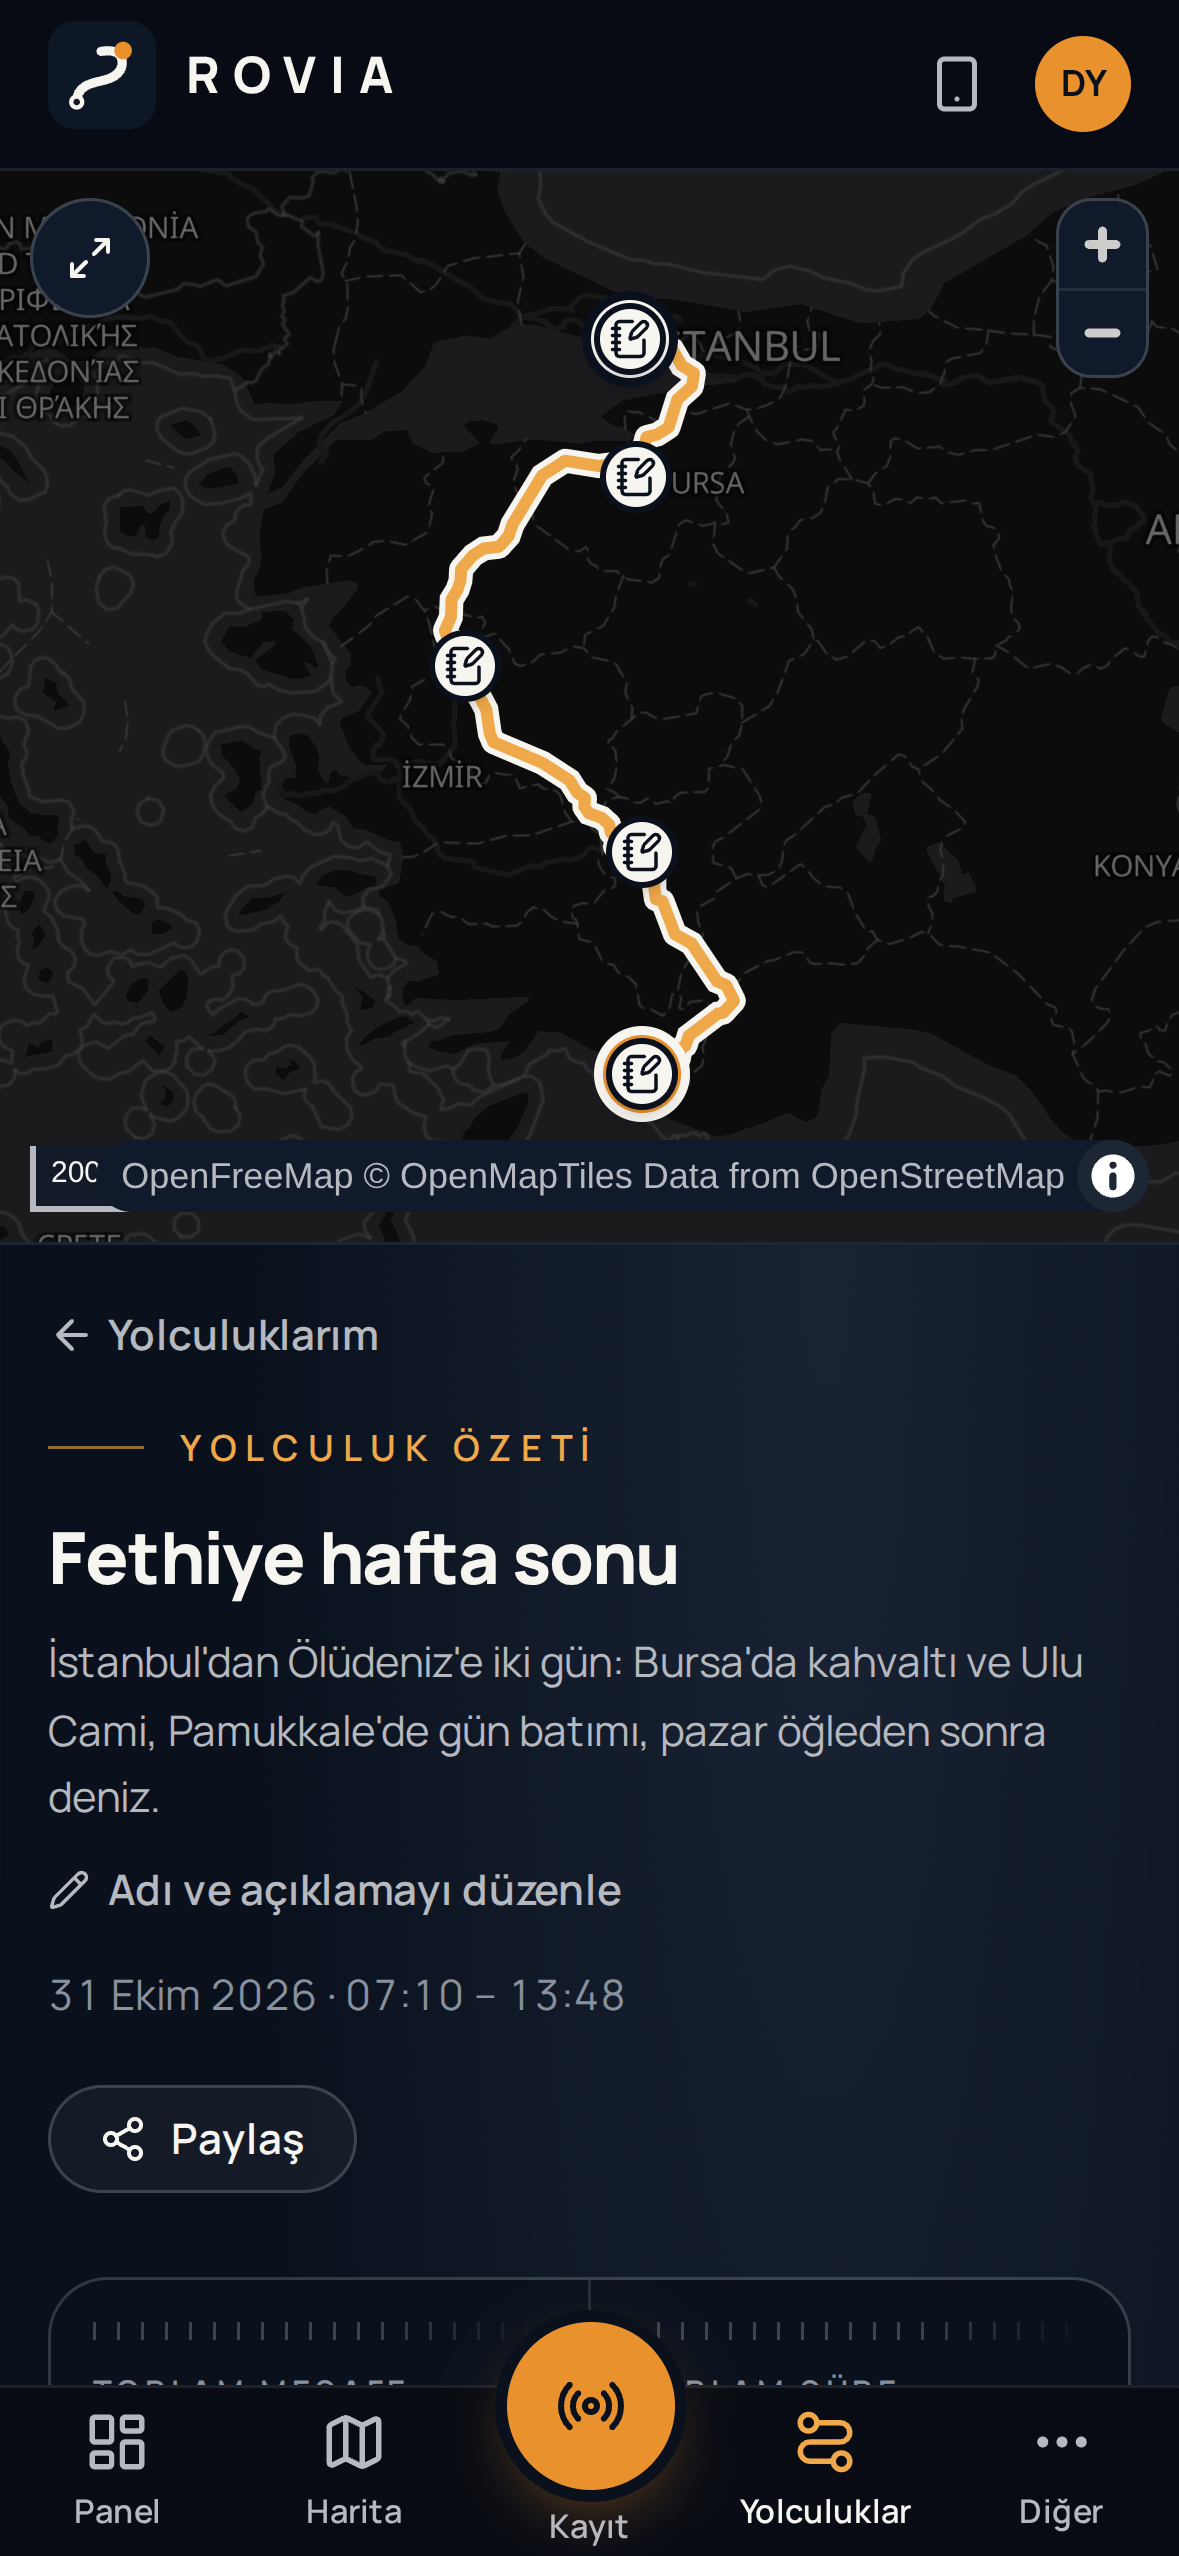 ROVIA
DY
TANBUL
URSA
İZMİR
KONYA
ΑΤΟΛΙΚΉΣ
ΚΕΔΟΝΊΑΣ
Ι ΘΡΆΚΗΣ
OpenFreeMap © OpenMapTiles Data from OpenStreetMap
Yolculuklarım
YOLCULUK ÖZETİ
Fethiye hafta sonu
İstanbul'dan Ölüdeniz'e iki gün: Bursa'da kahvaltı ve Ulu
Cami, Pamukkale'de gün batımı, pazar öğleden sonra
deniz.
Adı ve açıklamayı düzenle
31 Ekim 2026 · 07:10 – 13:48
Paylaş
Panel
Harita
Kayıt
Yolculuklar
Diğer